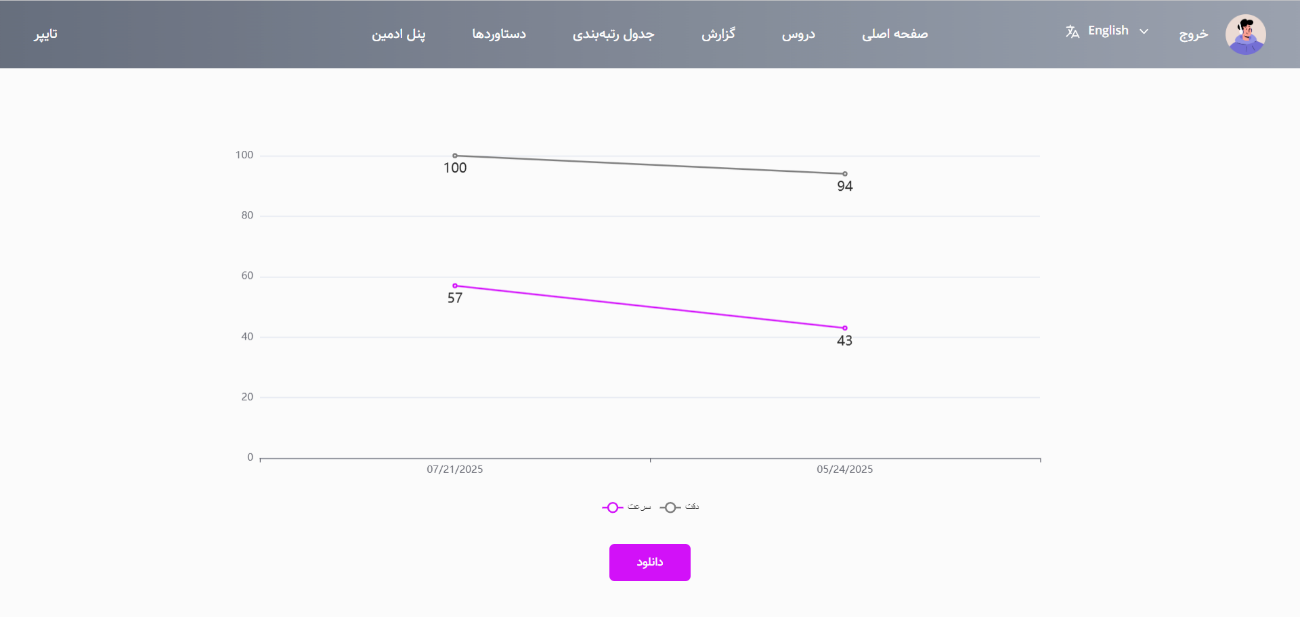 تایپر
پنل ادمین
دستاوردها
جدول رتبه‌بندی
گزارش
دروس
صفحه اصلی
English
خروج
100
80
60
40
20
0
100
94
57
43
07/21/2025
05/24/2025
سرعت
دقت
دانلود